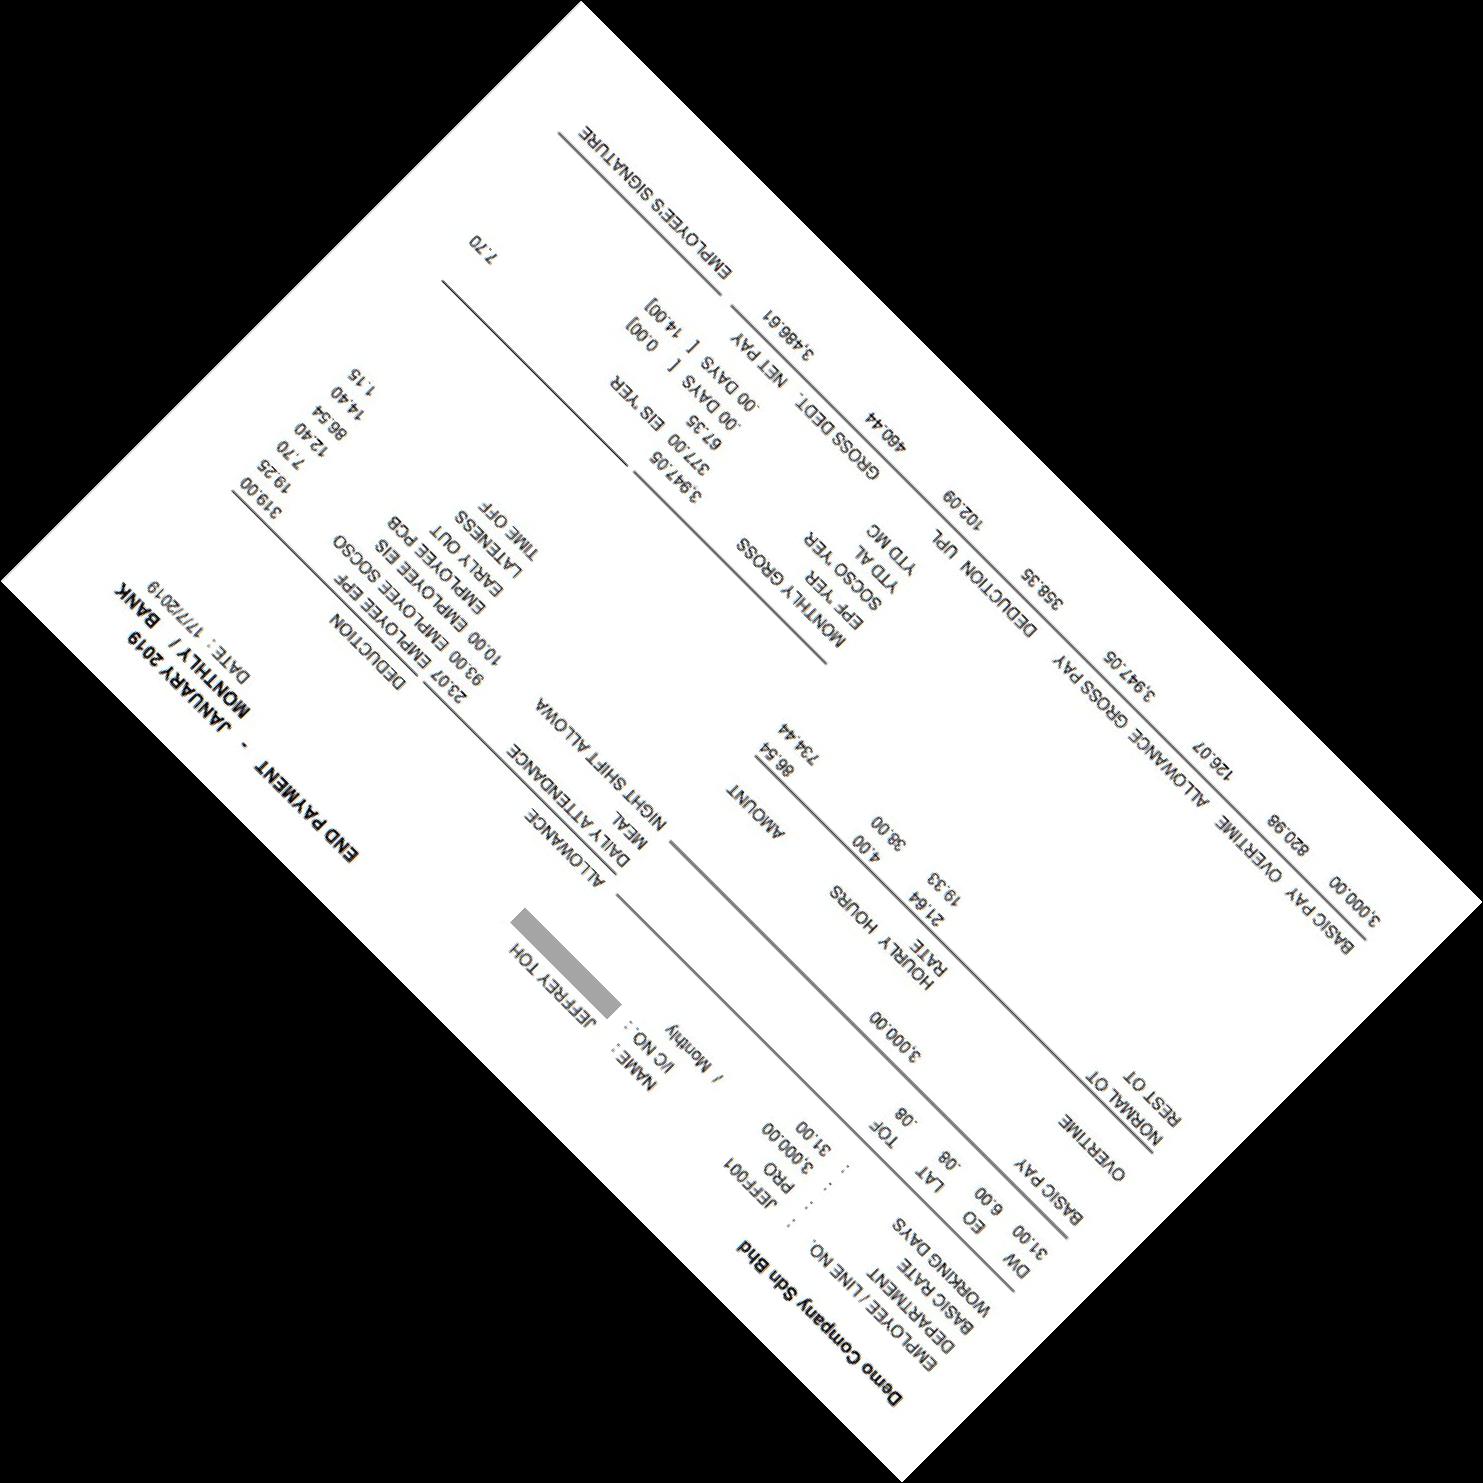 Demo Company Sdn Bhd END PAYMENT - JANUARY 2019
MONTHLY / BANK
EMPLOYEE / LINE NO. : JEFF001 NAME : JEFFREY TOH DATE : 17/7/2019
DEPARTMENT : PRO I/C NO. :
BASIC RATE : 3,000.00 / Monthly
WORKING DAYS : 31.00
ALLOWANCE DEDUCTION
DW EO LAT TOF DAILY ATTENDANCE 23.07 EMPLOYEE EPF 319.00
31.00 6.00 .08 .08 MEAL 93.00 EMPLOYEE SOCSO 19.25
NIGHT SHIFT ALLOWA 10.00 EMPLOYEE EIS 7.70
BASIC PAY 3,000.00 EMPLOYEE PCB 12.40
EARLY OUT 86.54
OVERTIME HOURLY HOURS AMOUNT LATENESS 14.40
RATE TIME OFF 1.15
NORMAL OT 21.64 4.00 86.54
REST OT 19.33 38.00 734.44
MONTHLY GROSS 3,947.05
EPF 'YER 377.00 EIS 'YER 7.70
SOCSO 'YER 67.35
YTD AL .00 DAYS [ 0.00]
YTD MC .00 DAYS [ 14.00]
BASIC PAY OVERTIME ALLOWANCE GROSS PAY DEDUCTION UPL GROSS DEDT. NET PAY
3,000.00 820.98 126.07 3,947.05 358.35 102.09 460.44 3,486.61
EMPLOYEE'S SIGNATURE